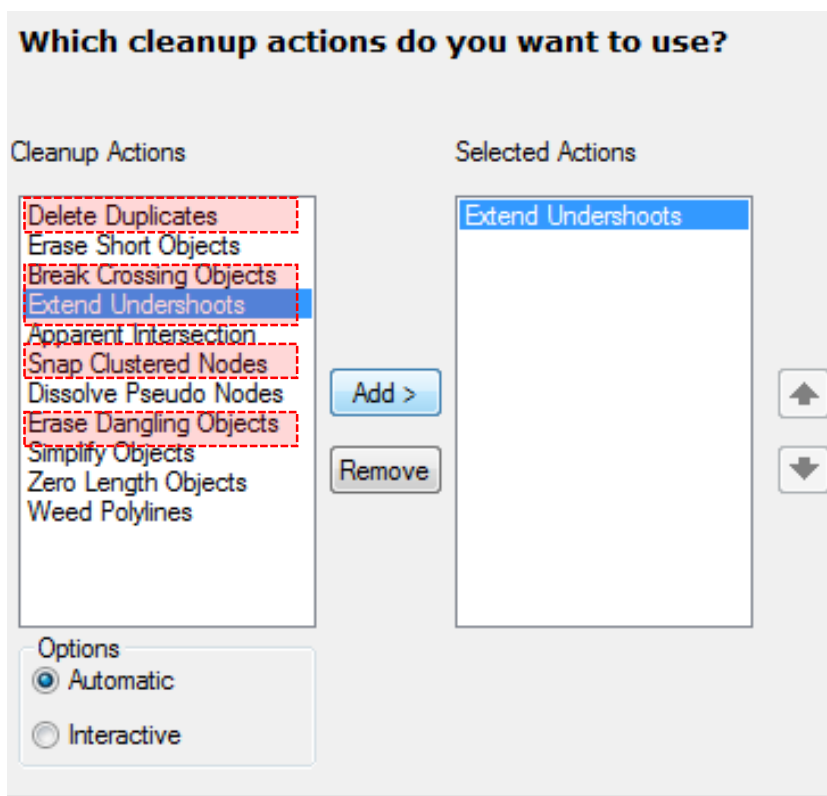 Which cleanup actions do you want to use?
Cleanup Actions
Selected Actions
Delete Duplicates
Erase Short Objects
Break Crossing Objects
Extend Undershoots
Apparent Intersection
Snap Clustered Nodes
Dissolve Pseudo Nodes
Erase Dangling Objects
Simplify Objects
Zero Length Objects
Weed Polylines
Extend Undershoots
Add >
Remove
Options
Automatic
Interactive